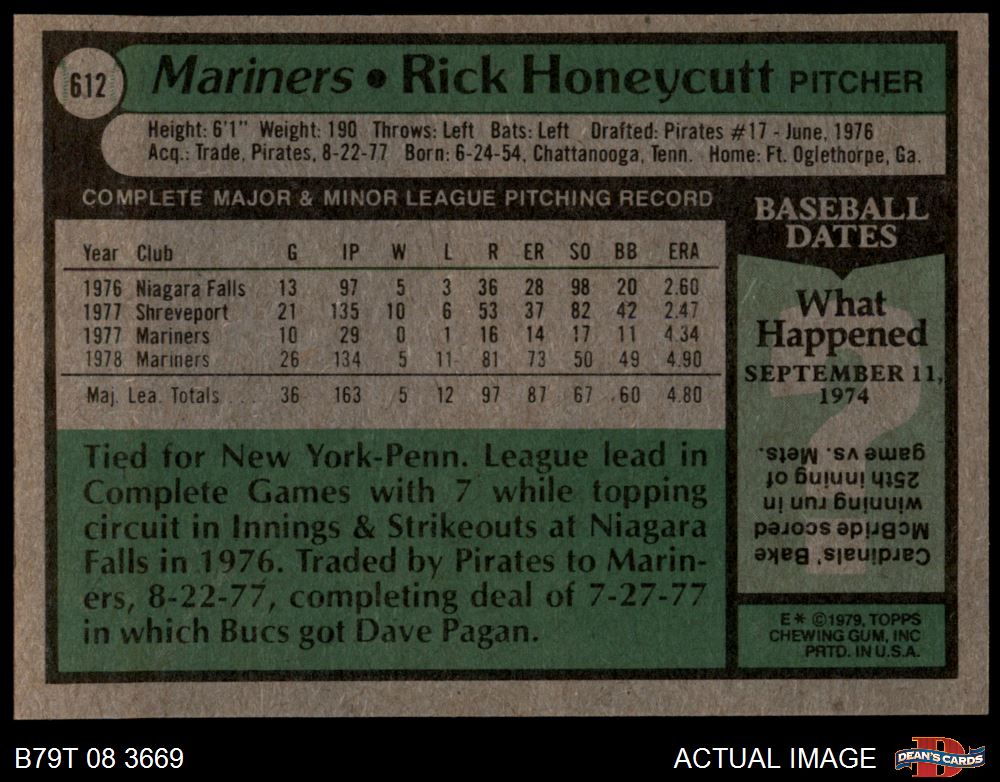 612
Mariners • Rick Honeycutt PITCHER
Height: 6'1" Weight: 190 Throws: Left Bats: Left Drafted: Pirates #17 - June, 1976
Acq.: Trade, Pirates, 8-22-77 Born: 6-24-54, Chattanooga, Tenn. Home: Ft. Oglethorpe, Ga.
COMPLETE MAJOR & MINOR LEAGUE PITCHING RECORD
Year Club G IP W L R ER SO BB ERA
1976 Niagara Falls 13 97 5 3 36 28 98 20 2.60
1977 Shreveport 21 135 10 6 53 37 82 42 2.47
1977 Mariners 10 29 0 1 16 14 17 11 4.34
1978 Mariners 26 134 5 11 81 73 50 49 4.90
Maj. Lea. Totals . . . 36 163 5 12 97 87 67 60 4.80
Tied for New York-Penn. League lead in
Complete Games with 7 while topping
circuit in Innings & Strikeouts at Niagara
Falls in 1976. Traded by Pirates to Marin-
ers, 8-22-77, completing deal of 7-27-77
in which Bucs got Dave Pagan.
BASEBALL
DATES
What
Happened
SEPTEMBER 11,
1974
?
Cardinals' Bake
McBride scored
winning run in
25th inning of
game vs. Mets.
E* ©1979, TOPPS
CHEWING GUM, INC
PRTD. IN U.S.A.
B79T 08 3669
ACTUAL IMAGE
D
DEAN'S CARDS